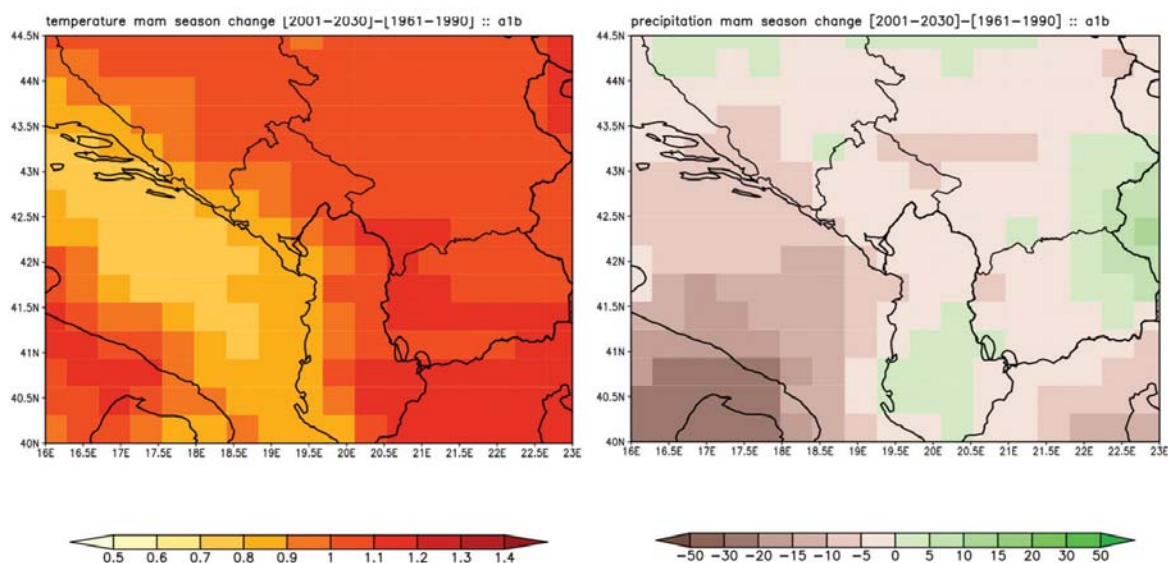 temperature mam season change [2001-2030]-[1961-1990] :: a1b
44.5N
44N
43.5N
43N
42.5N
42N
41.5N
41N
40.5N
40N
16E 16.5E 17E 17.5E 18E 18.5E 19E 19.5E 20E 20.5E 21E 21.5E 22E 22.5E 23E
0.5 0.6 0.7 0.8 0.9 1 1.1 1.2 1.3 1.4
precipitation mam season change [2001-2030]-[1961-1990] :: a1b
44.5N
44N
43.5N
43N
42.5N
42N
41.5N
41N
40.5N
40N
16E 16.5E 17E 17.5E 18E 18.5E 19E 19.5E 20E 20.5E 21E 21.5E 22E 22.5E 23E
-50 -30 -20 -15 -10 -5 0 5 10 15 20 30 50